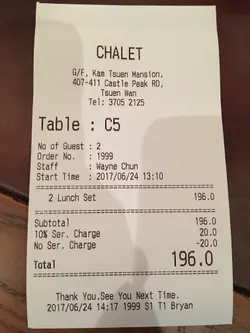 CHALET
G/F, Kam Tsuen Mansion,
407-411 Castle Peak RD,
Tsuen Wan
Tel: 3705 2125
Table : C5
No of Guest : 2
Order No. : 1999
Staff : Wayne Chun
Start Time : 2017/06/24 13:10
2 Lunch Set 196.0
Subtotal 196.0
10% Ser. Charge 20.0
No Ser. Charge -20.0
Total 196.0
Thank You.See You Next Time.
2017/06/24 14:17 1999 S1 T1 Bryan